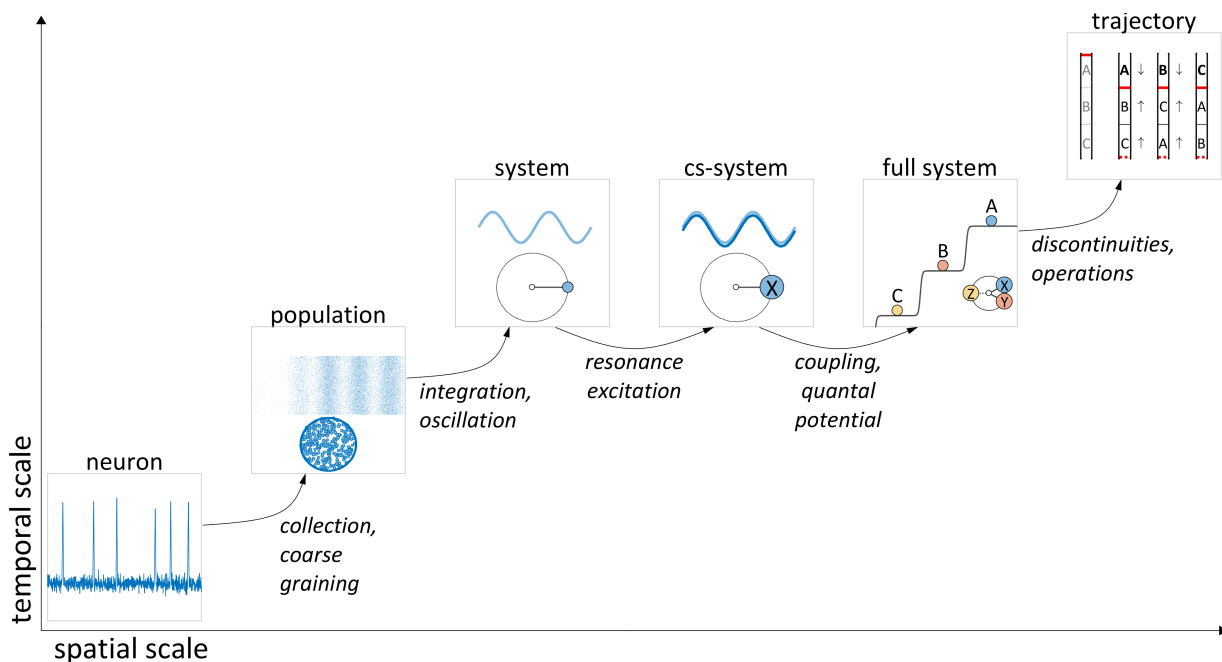 trajectory
A A ↓ B ↓ C
B B ↑ C ↑ A
C C ↑ A ↑ B
system
cs-system
full system
A
B
C
X
Z X
Y
discontinuities,
operations
population
resonance
excitation
coupling,
quantal
potential
integration,
oscillation
neuron
collection,
coarse
graining
temporal scale
spatial scale